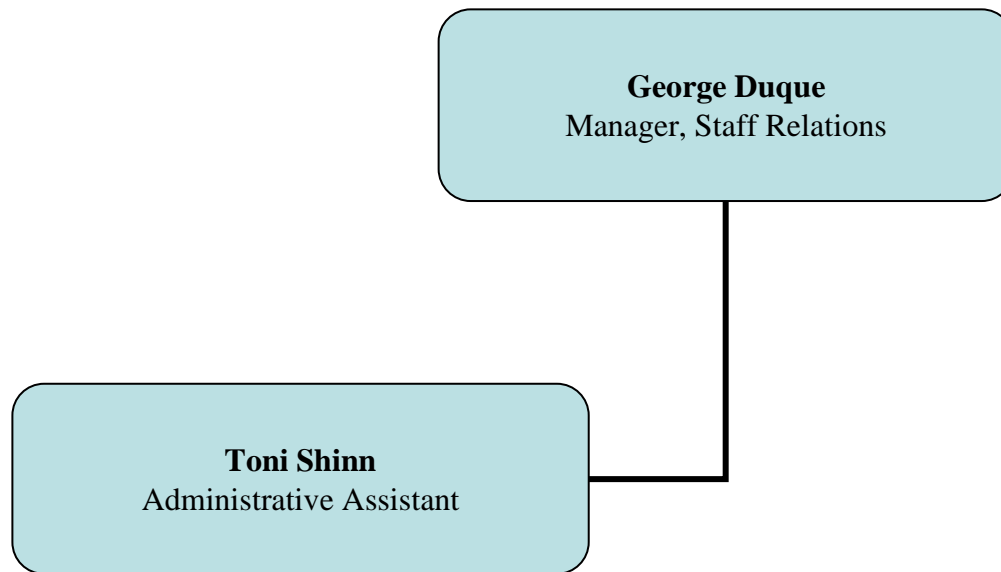 George Duque
Manager, Staff Relations
Toni Shinn
Administrative Assistant